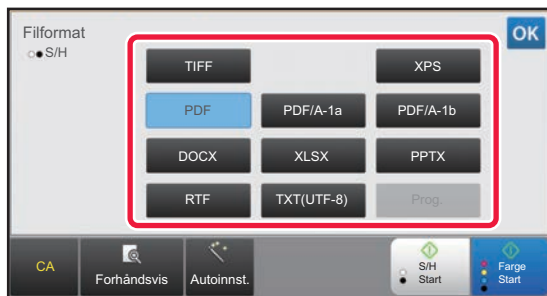 Filformat
S/H
OK
TIFF
XPS
PDF
PDF/A-1a
PDF/A-1b
DOCX
XLSX
PPTX
RTF
TXT(UTF-8)
Prog.
CA
Forhåndsvis
Autoinnst.
S/H
Start
Farge
Start